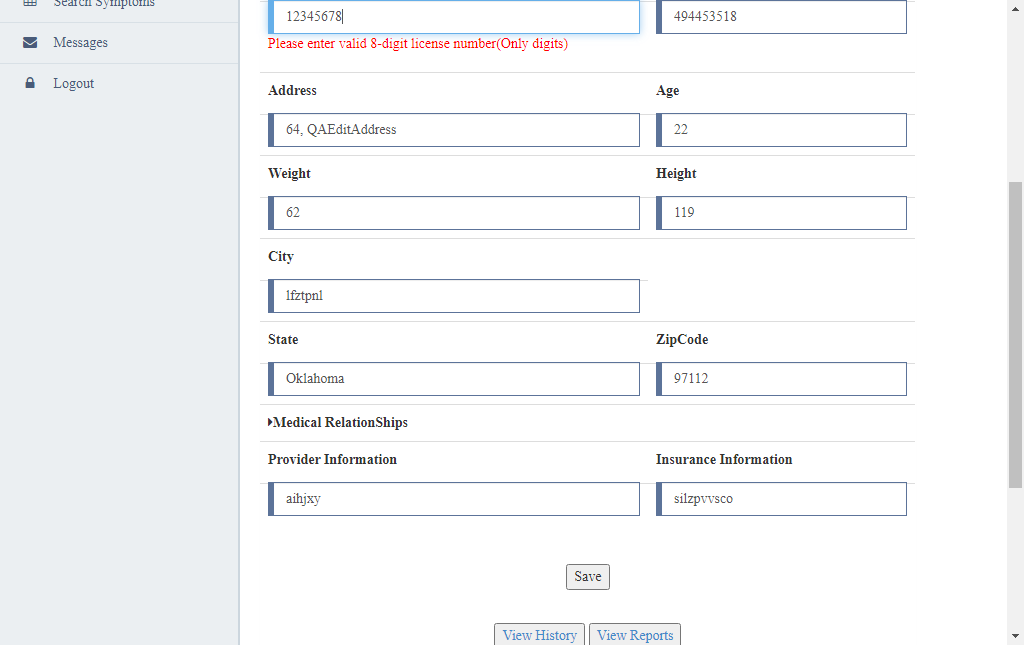 Search Symptoms
Messages
Logout
12345678
494453518
Please enter valid 8-digit license number(Only digits)
Address
Age
64, QAEditAddress
22
Weight
Height
62
119
City
lfztpnl
State
ZipCode
Oklahoma
97112
Medical RelationShips
Provider Information
Insurance Information
aihjxy
silzpvvsco
Save
View History
View Reports